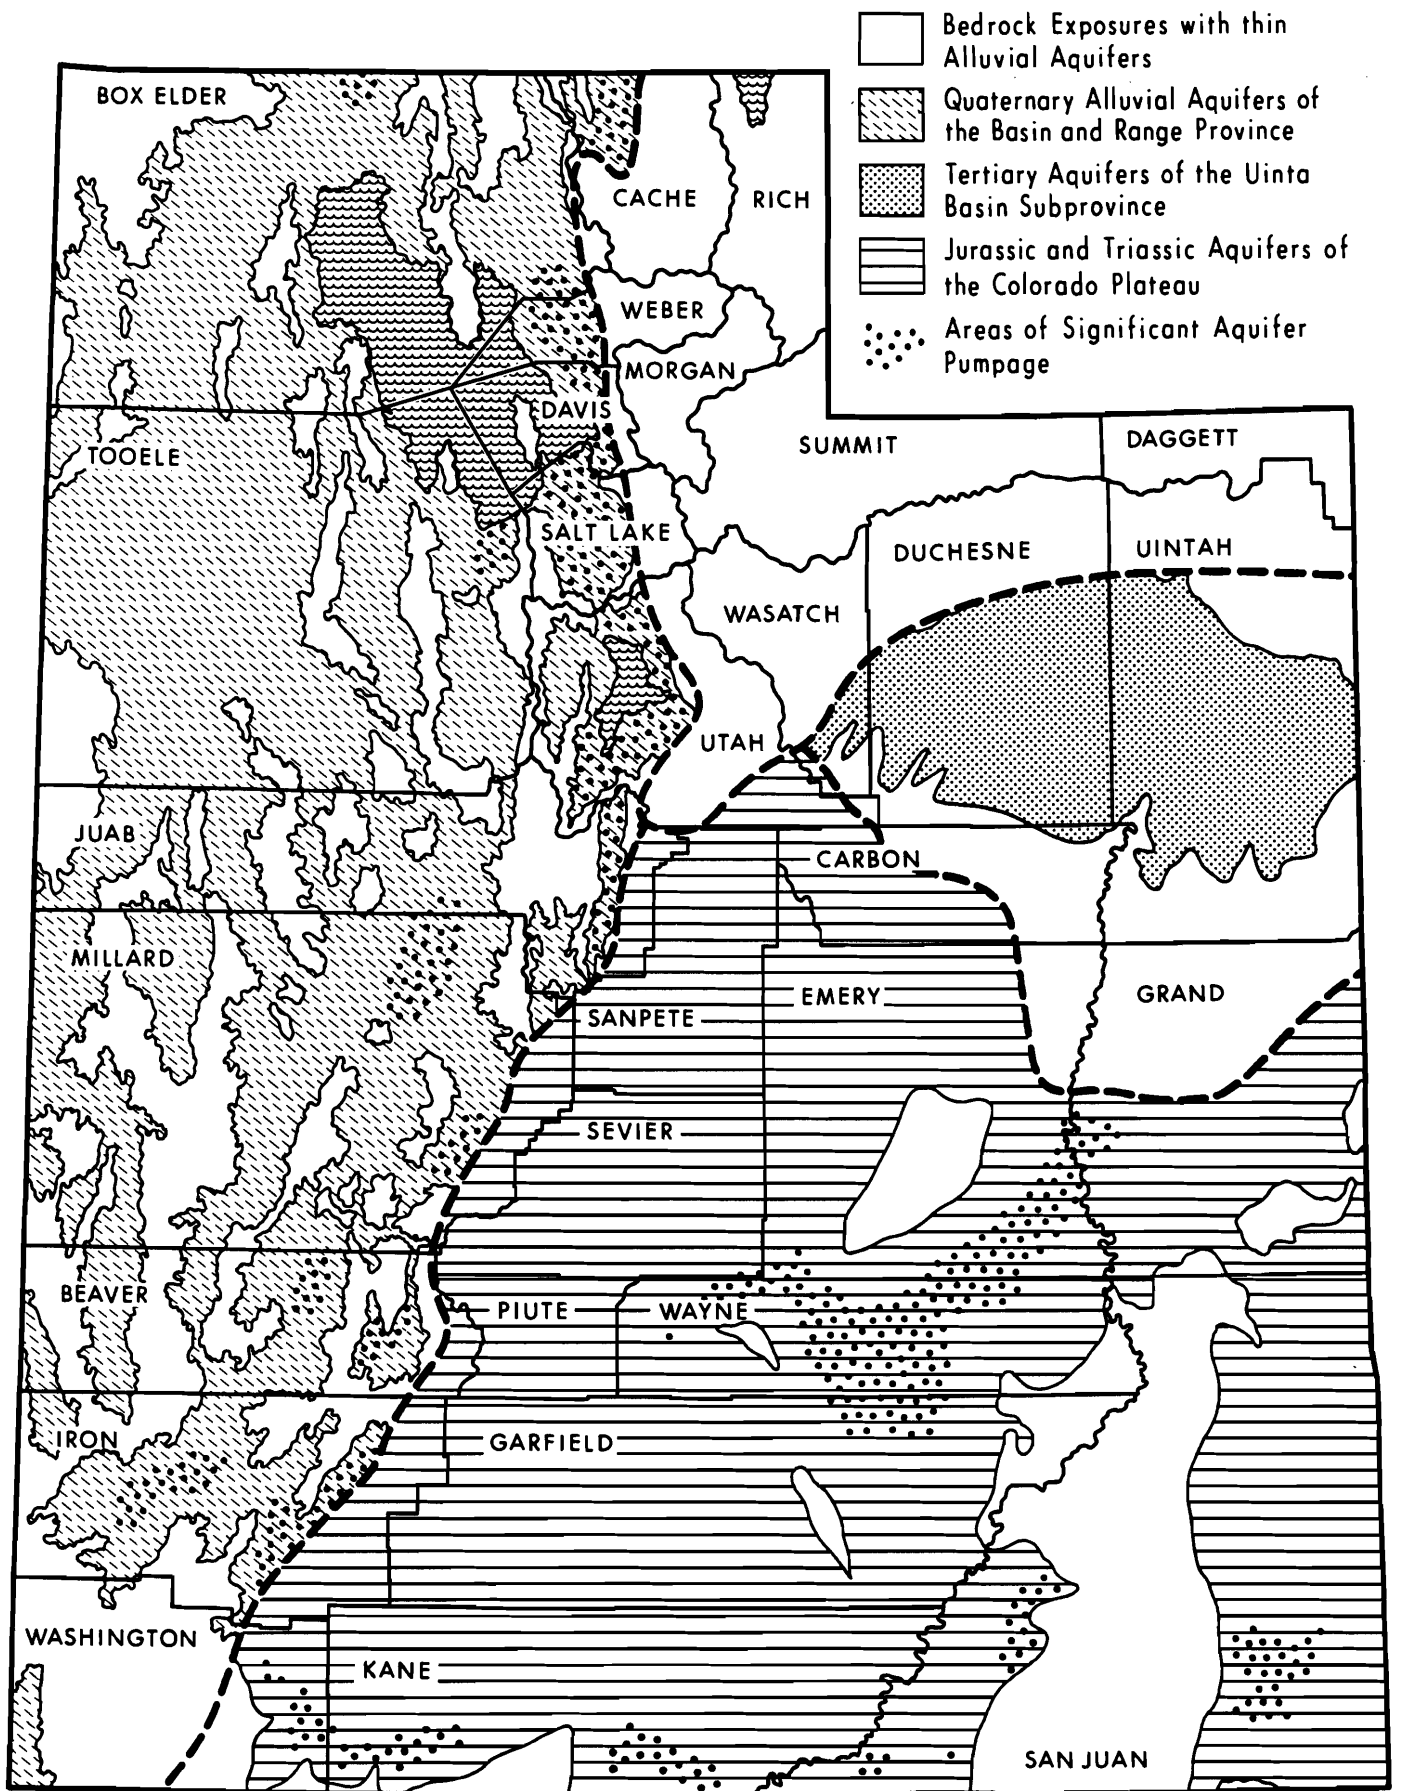 Bedrock Exposures with thin
Alluvial Aquifers
Quaternary Alluvial Aquifers of
the Basin and Range Province
Tertiary Aquifers of the Uinta
Basin Subprovince
Jurassic and Triassic Aquifers of
the Colorado Plateau
Areas of Significant Aquifer
Pumpage
BOX ELDER
CACHE
RICH
WEBER
MORGAN
DAVIS
SUMMIT
DAGGETT
TOOELE
SALT LAKE
DUCHESNE
UINTAH
WASATCH
UTAH
JUAB
CARBON
MILLARD
EMERY
GRAND
SANPETE
SEVIER
BEAVER
PIUTE
WAYNE
IRON
GARFIELD
WASHINGTON
KANE
SAN JUAN